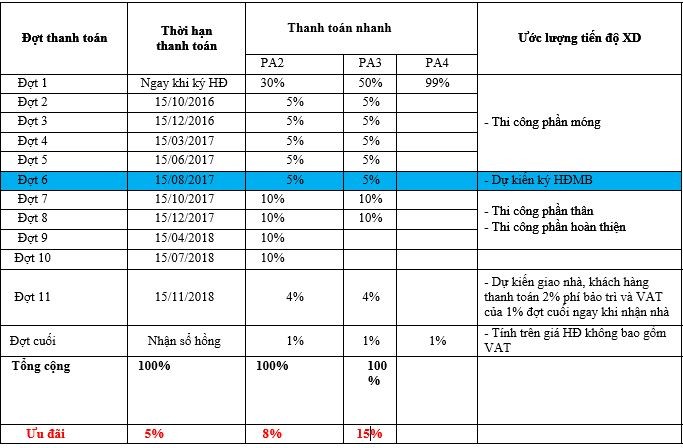 Đợt thanh toán
Thời hạn
thanh toán
Thanh toán nhanh
Ước lượng tiến độ XD
PA2 PA3 PA4
Đợt 1 Ngay khi ký HĐ 30% 50% 99%
Đợt 2 15/10/2016 5% 5%
Đợt 3 15/12/2016 5% 5%
- Thi công phần móng
Đợt 4 15/03/2017 5% 5%
Đợt 5 15/06/2017 5% 5%
Đợt 6 15/08/2017 5% 5% - Dự kiến ký HĐMB
Đợt 7 15/10/2017 10% 10%
- Thi công phần thân
Đợt 8 15/12/2017 10% 10%
- Thi công phần hoàn thiện
Đợt 9 15/04/2018 10%
Đợt 10 15/07/2018 10%
Đợt 11 15/11/2018 4% 4%
- Dự kiến giao nhà, khách hàng
thanh toán 2% phí bảo trì và VAT
của 1% đợt cuối ngay khi nhận nhà
Đợt cuối Nhận sổ hồng 1% 1% 1%
- Tính trên giá HĐ không bao gồm
VAT
Tổng cộng 100% 100% 100
%
Ưu đãi 5% 8% 15%